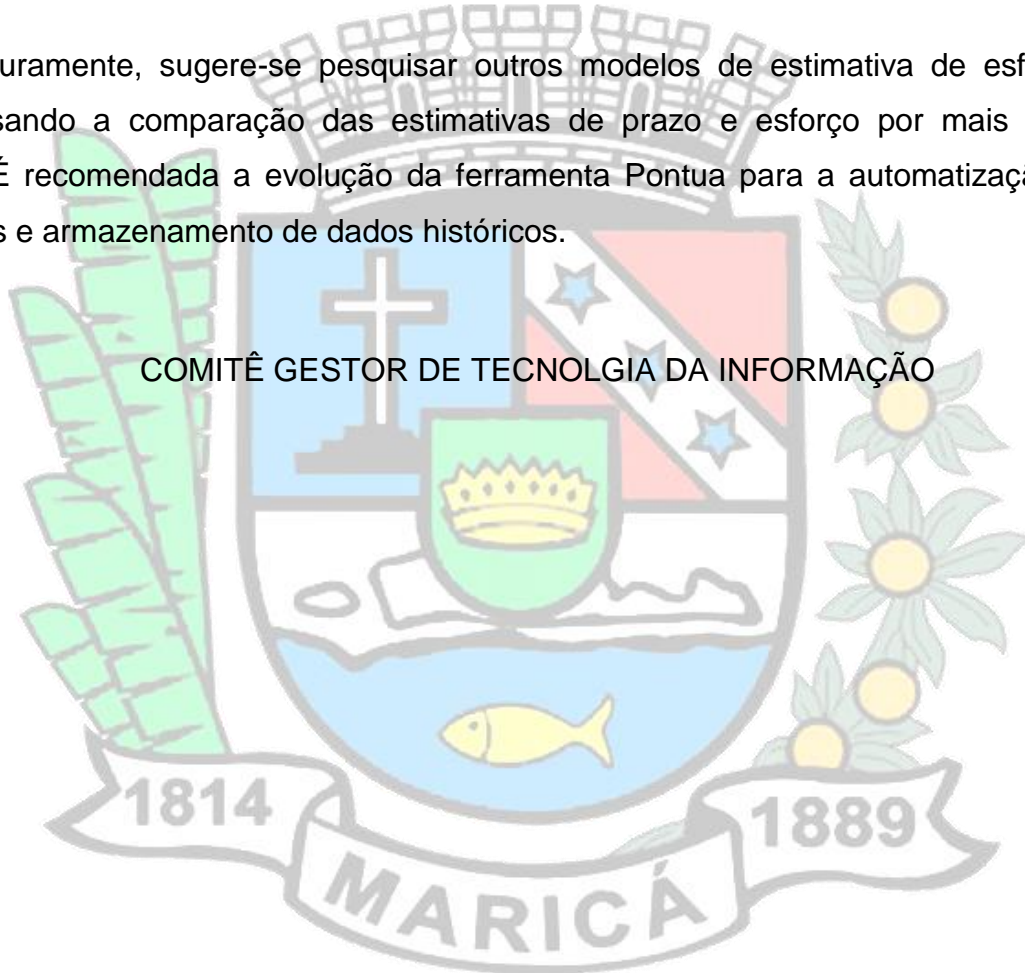 uramente, sugere-se pesquisar outros modelos de estimativa de esf
sando a comparação das estimativas de prazo e esforço por mais
É recomendada a evolução da ferramenta Pontua para a automatizaçã
s e armazenamento de dados históricos.
COMITÊ GESTOR DE TECNOLGIA DA INFORMAÇÃO
1814
1889
MARICÁ